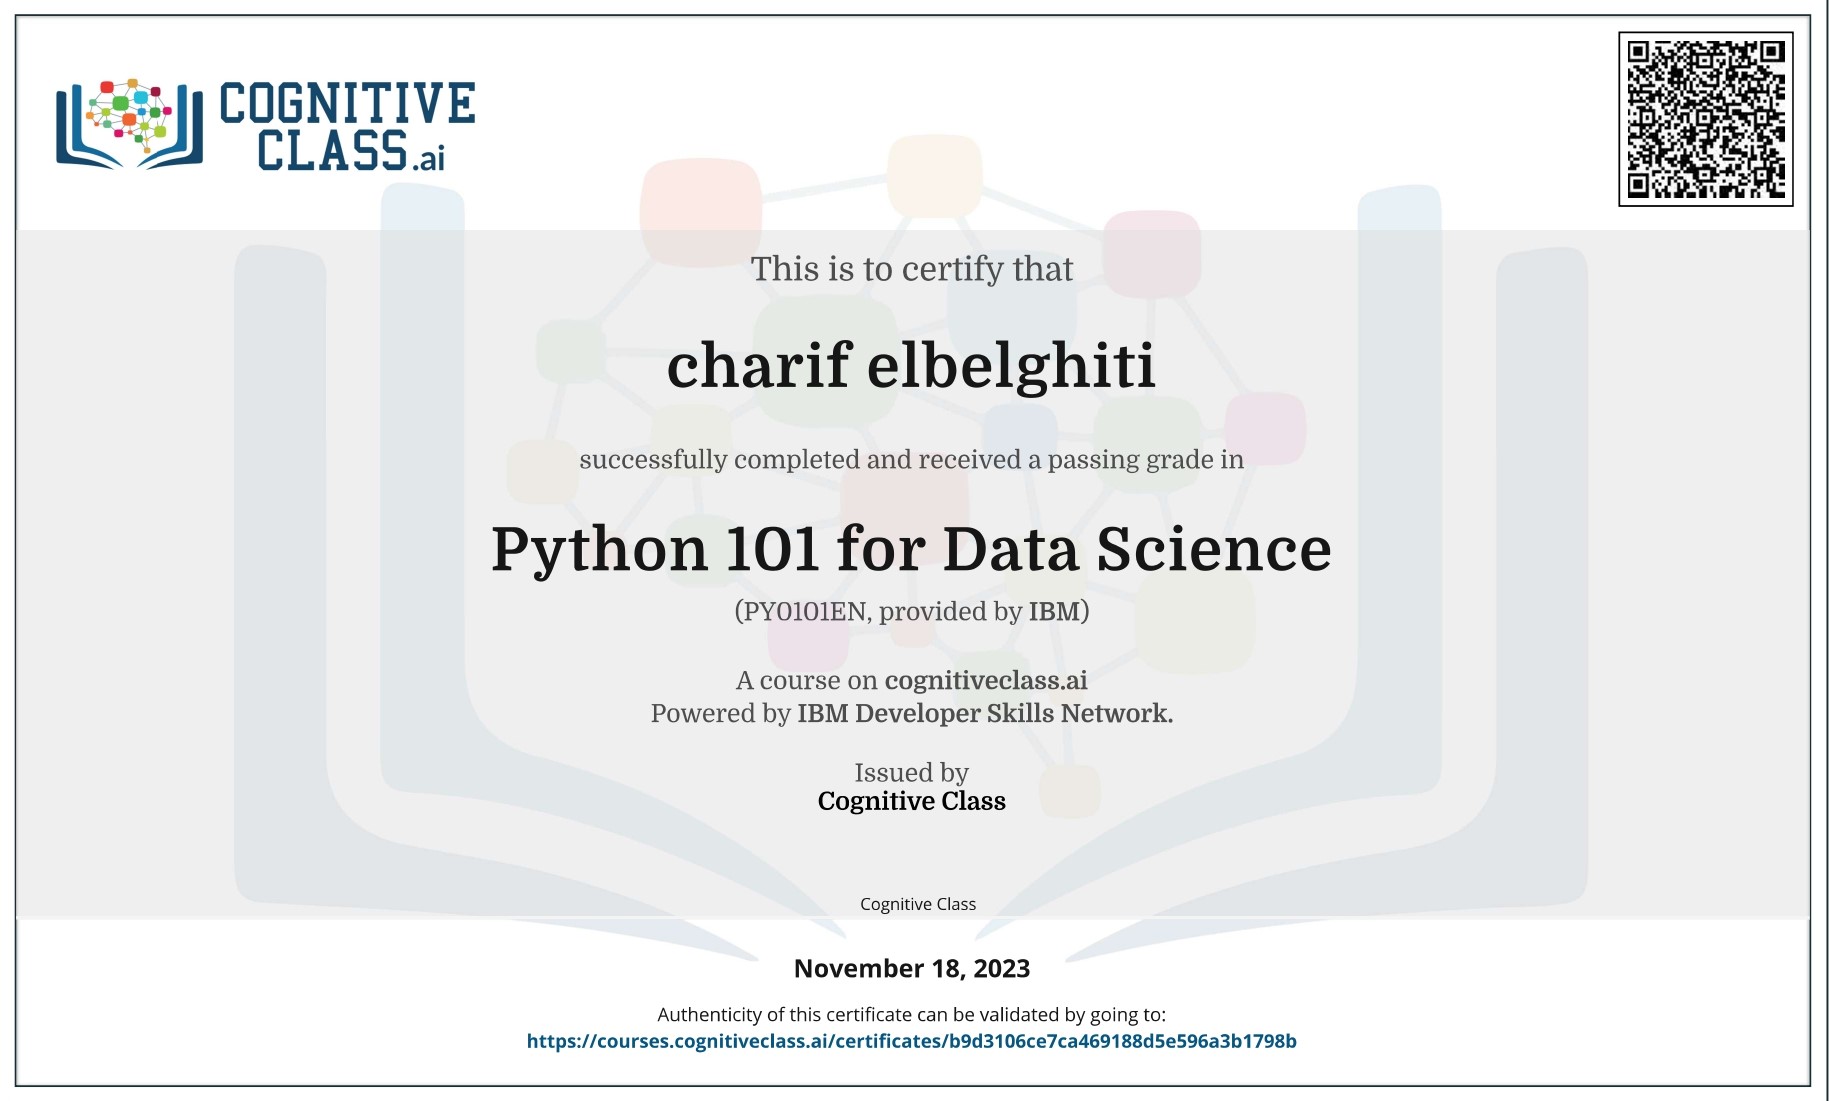 COGNITIVE
CLASS.ai
This is to certify that
charif elbelghiti
successfully completed and received a passing grade in
Python 101 for Data Science
(PY0101EN, provided by IBM)
A course on cognitiveclass.ai
Powered by IBM Developer Skills Network.
Issued by
Cognitive Class
Cognitive Class
November 18, 2023
Authenticity of this certificate can be validated by going to:
https://courses.cognitiveclass.ai/certificates/b9d3106ce7ca469188d5e596a3b1798b